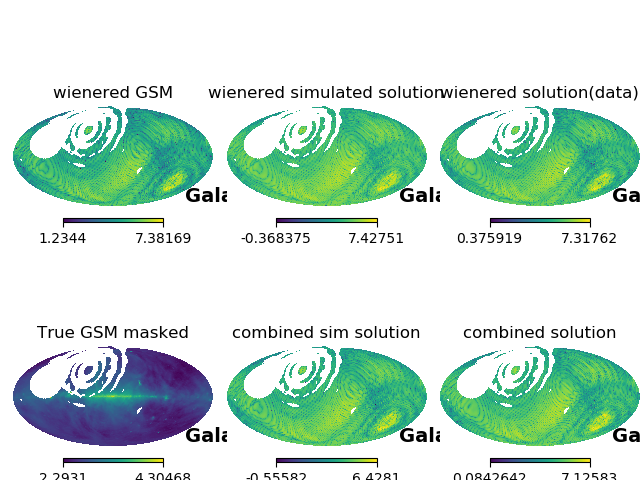 wienered GSM
wienered simulated solution
wienered solution(data)
Gala
Gala
Ga
1.2344 7.38169
-0.368375 7.42751
0.375919 7.31762
True GSM masked
combined sim solution
combined solution
Gala
Gala
Ga
2.2931 4.30468
-0.55582 6.4281
0.0842642 7.12583